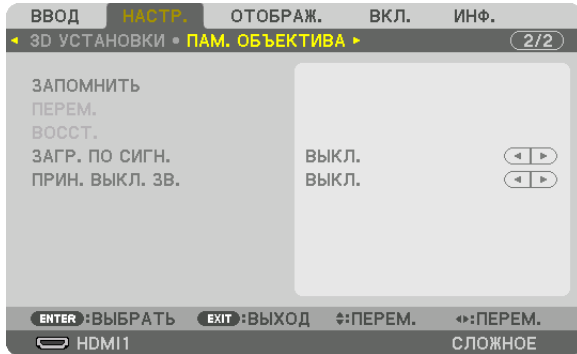 ВВОД НАСТР. ОТОБРАЖ. ВКЛ. ИНФ.
◂ 3D УСТАНОВКИ • ПАМ. ОБЪЕКТИВА ▸ 2/2
ЗАПОМНИТЬ
ПЕРЕМ.
ВОССТ.
ЗАГР. ПО СИГН. ВЫКЛ.
ПРИН. ВЫКЛ. ЗВ. ВЫКЛ.
ENTER :ВЫБРАТЬ EXIT :ВЫХОД :ПЕРЕМ. :ПЕРЕМ.
HDMI1 СЛОЖНОЕ